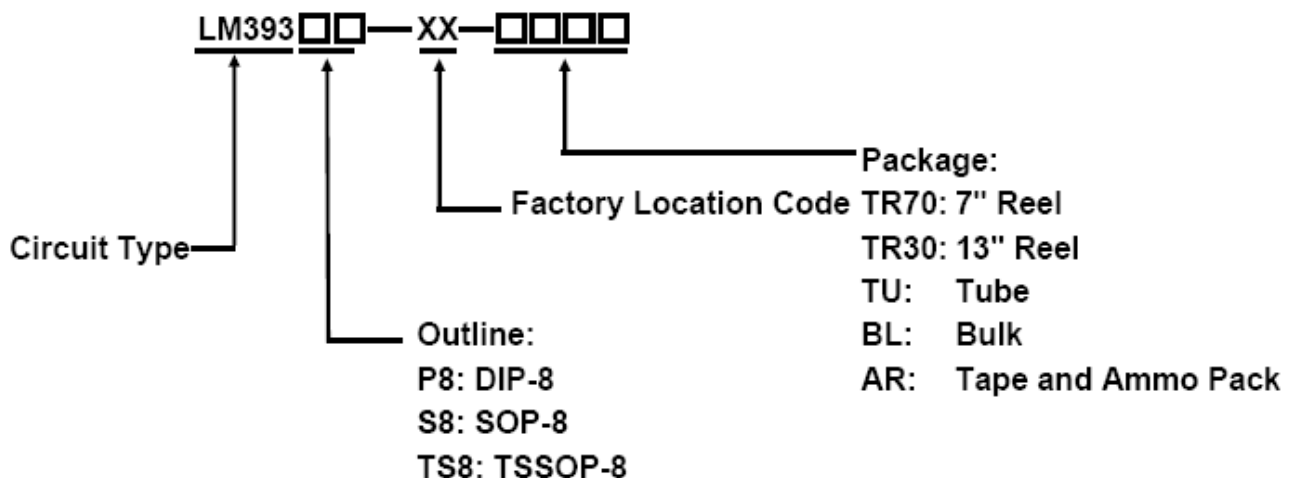 LM393□□—XX—□□□□
Package:
Factory Location Code
TR70: 7" Reel
Circuit Type
TR30: 13" Reel
TU: Tube
Outline:
BL: Bulk
P8: DIP-8
AR: Tape and Ammo Pack
S8: SOP-8
TS8: TSSOP-8